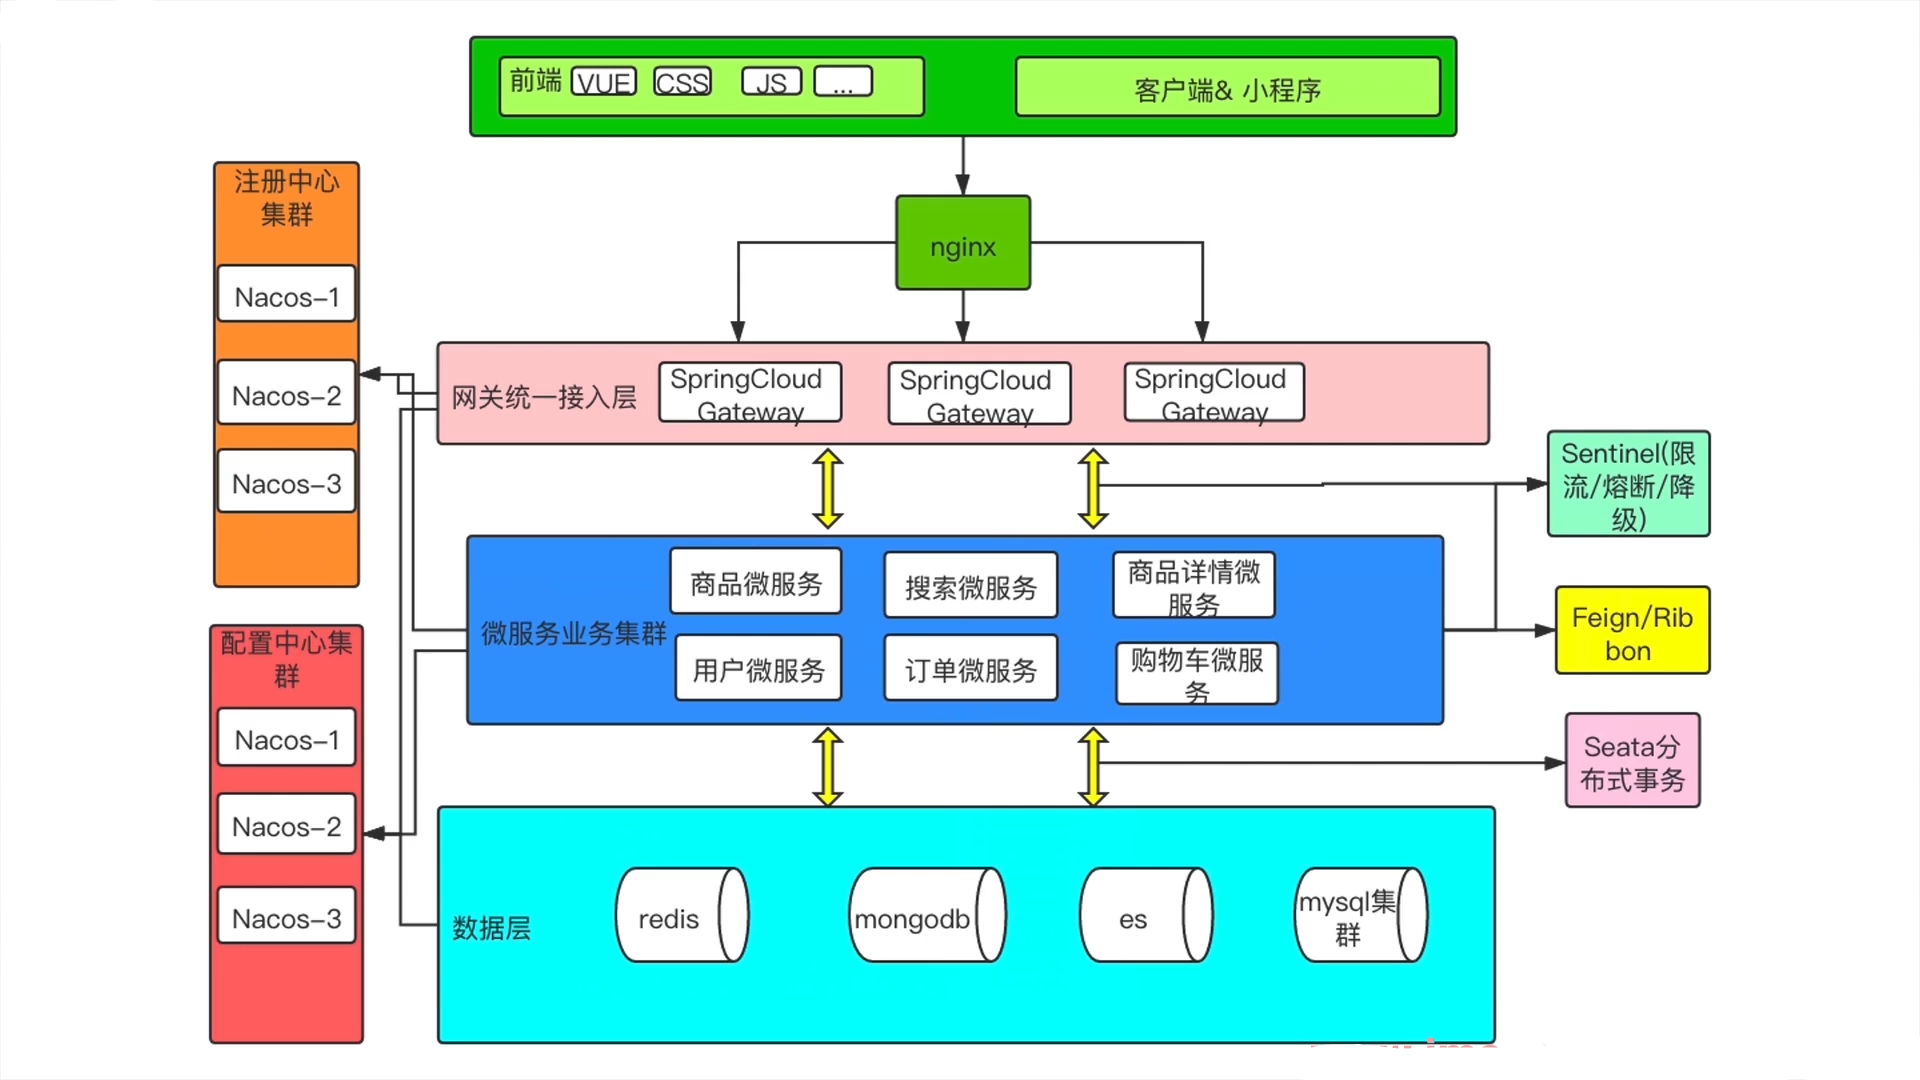 前端 VUE CSS JS ...
客户端& 小程序
nginx
注册中心
集群
Nacos-1
Nacos-2
Nacos-3
网关统一接入层
SpringCloud
Gateway
SpringCloud
Gateway
SpringCloud
Gateway
Sentinel(限
流/熔断/降
级)
微服务业务集群
商品微服务
搜索微服务
商品详情微
服务
用户微服务
订单微服务
购物车微服
务
Feign/Rib
bon
Seata分
布式事务
配置中心集
群
Nacos-1
Nacos-2
Nacos-3
数据层
redis
mongodb
es
mysql集
群